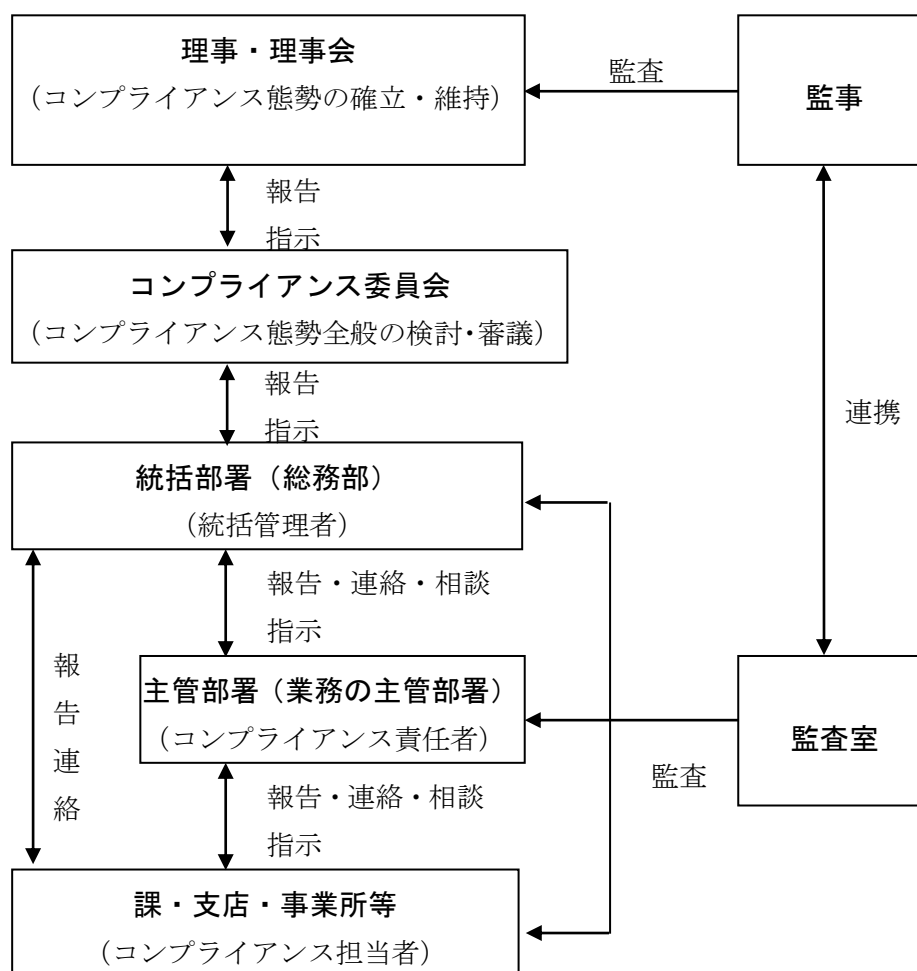 理事・理事会
（コンプライアンス態勢の確立・維持）
監査
監事
報告
指示
コンプライアンス委員会
（コンプライアンス態勢全般の検討･審議）
報告
指示
連携
統括部署（総務部）
（統括管理者）
報告・連絡・相談
指示
報告連絡
主管部署（業務の主管部署）
（コンプライアンス責任者）
監査室
監査
報告・連絡・相談
指示
課・支店・事業所等
（コンプライアンス担当者）